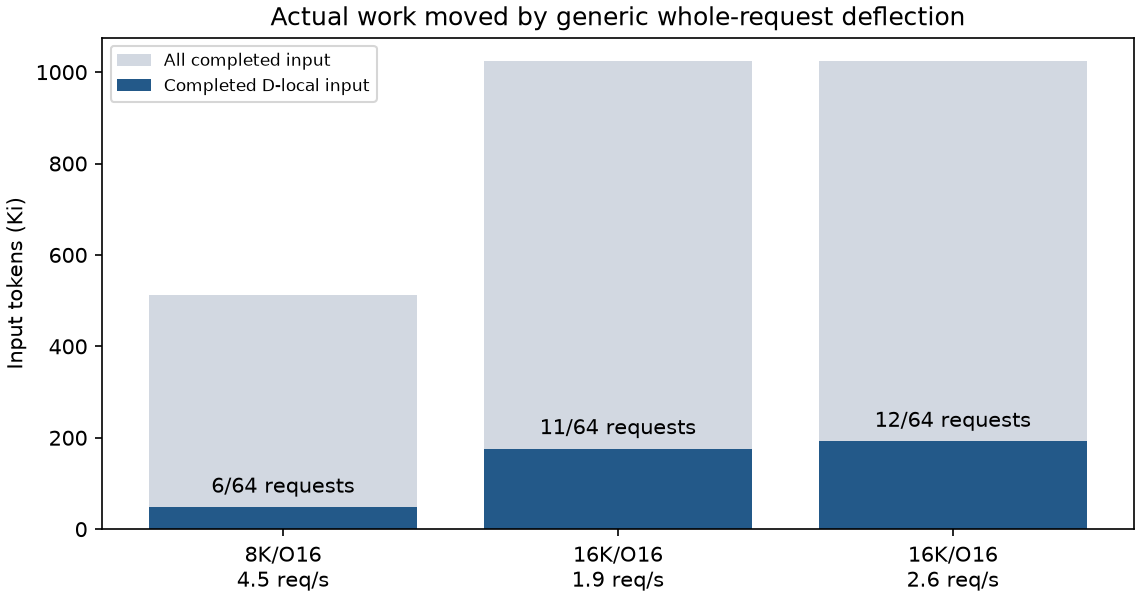 Actual work moved by generic whole-request deflection
All completed input
Completed D-local input
Input tokens (Ki)
1000
800
600
400
200
0
6/64 requests
11/64 requests
12/64 requests
8K/O16
4.5 req/s
16K/O16
1.9 req/s
16K/O16
2.6 req/s